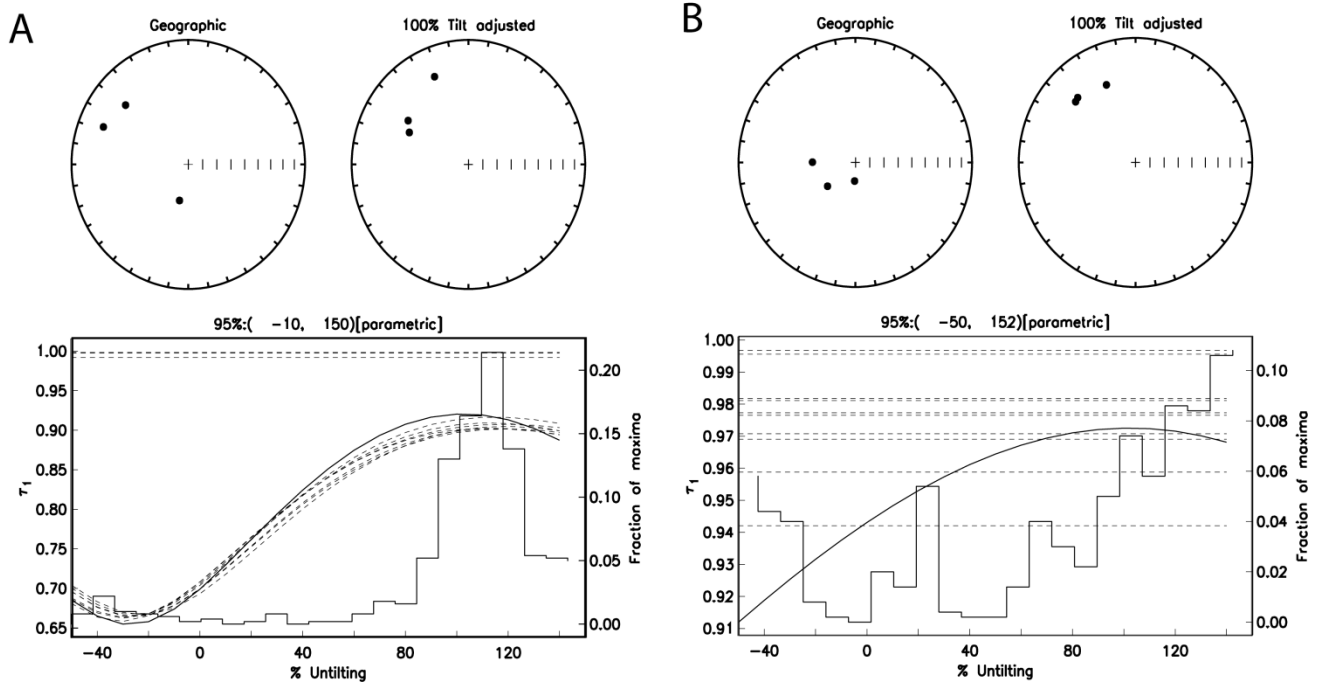 A
Geographic
100% Tilt adjusted
95%:( -10, 150)[parametric]
1.00
0.95
0.90
0.85
0.80
0.75
0.70
0.65
τ1
0.20
0.15
0.10
0.05
0.00
Fraction of maxima
-40
0
40
80
120
% Untilting
B
Geographic
100% Tilt adjusted
95%:( -50, 152)[parametric]
1.00
0.99
0.98
0.97
0.96
0.95
0.94
0.93
0.92
0.91
τ1
0.10
0.08
0.06
0.04
0.02
0.00
Fraction of maxima
-40
0
40
80
120
% Untilting